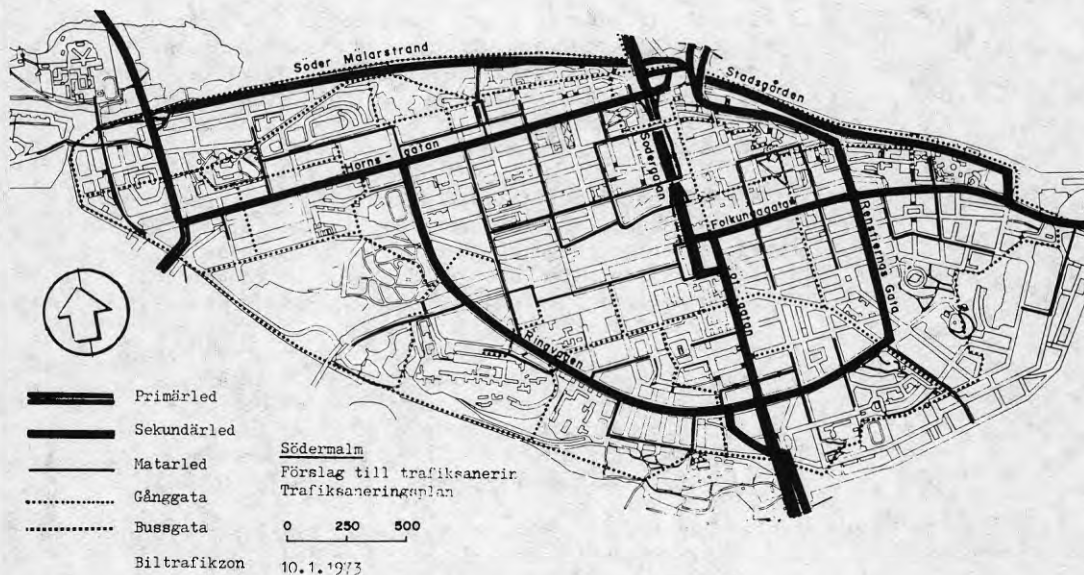 Söder Mälarstrand
Stadsgården
Horns - gatan
Södergatan
Folkungagatan
Renstiernas Gata
Ringvägen
Primärled
Sekundärled
Matarled
Gånggata
Bussgata
Biltrafikzon
Södermalm
Förslag till trafiksanerin
Trafiksaneringsplan
0 250 500
10.1.1973